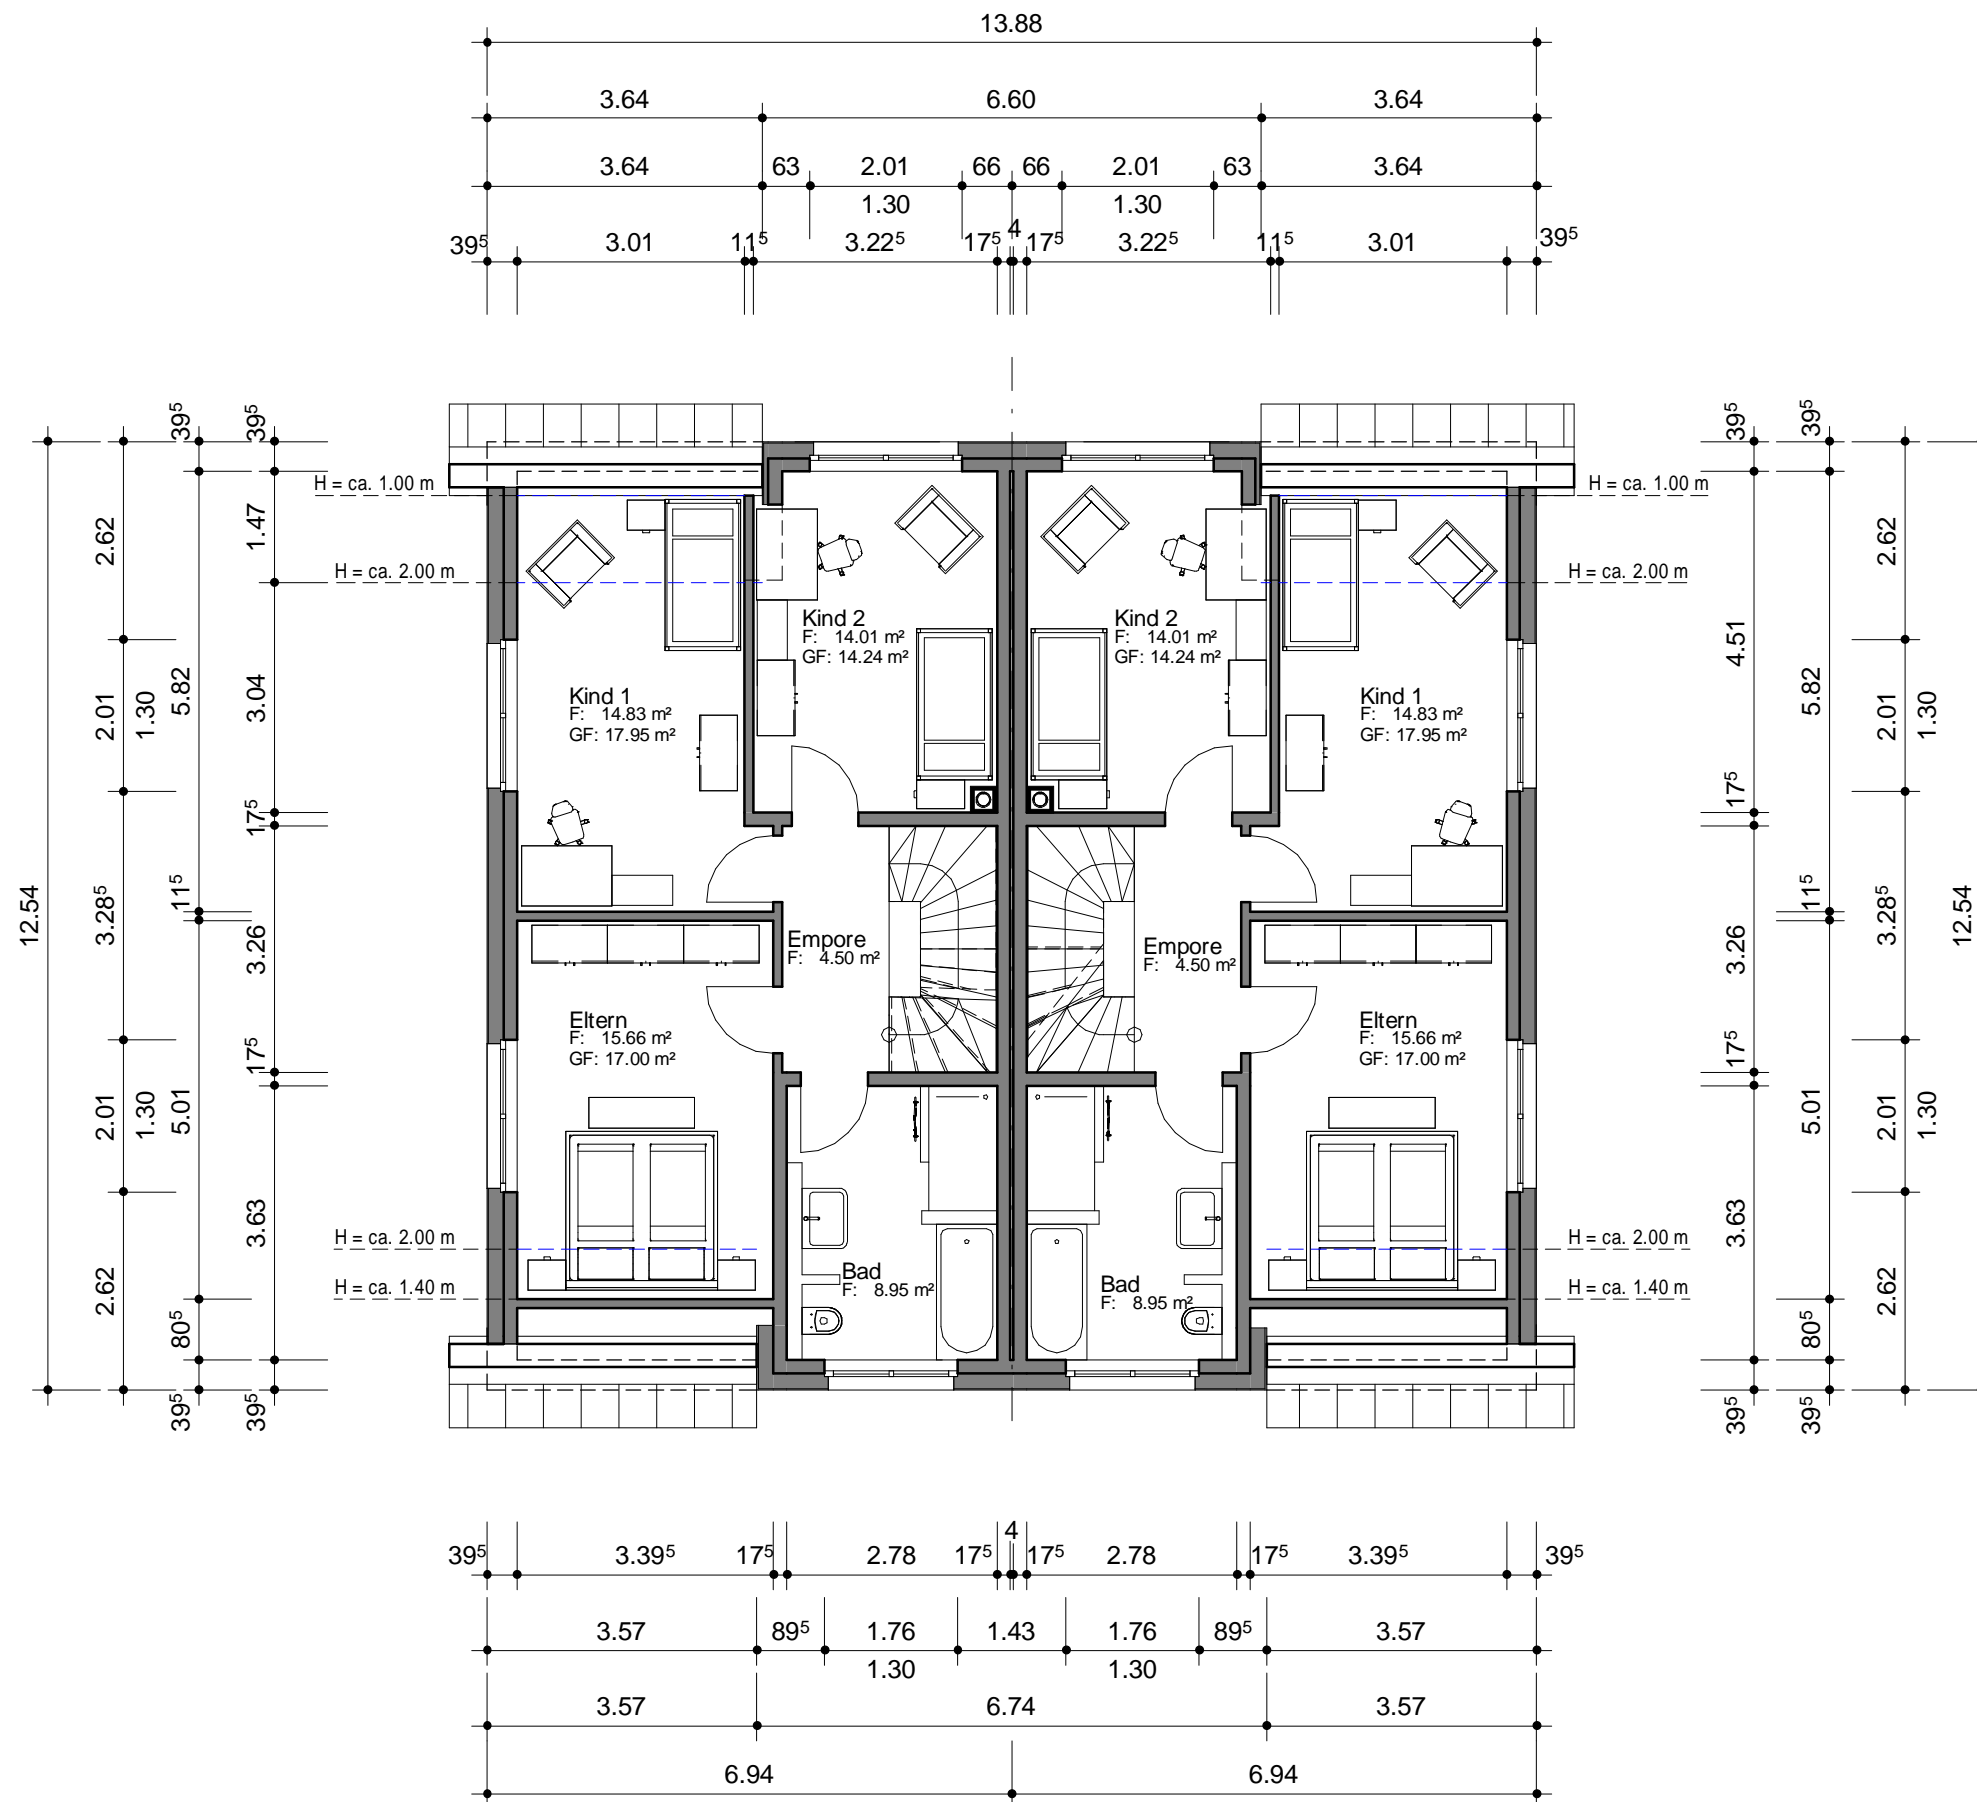 13.88
3.64 6.60 3.64
3.64 63 2.01 66 66 2.01 63 3.64
1.30 1.30
39⁵ 3.01 11⁵ 3.22⁵ 17⁵ 4 17⁵ 3.22⁵ 11⁵ 3.01 39⁵
12.54
2.62
2.01
1.30
3.28⁵
2.01
1.30
2.62
39⁵
5.82
11⁵
5.01
80⁵
39⁵
39⁵
1.47
3.04
17⁵
3.26
17⁵
3.63
39⁵
H = ca. 1.00 m
H = ca. 2.00 m
H = ca. 2.00 m
H = ca. 1.40 m
Kind 1
F: 14.83 m²
GF: 17.95 m²
Kind 2
F: 14.01 m²
GF: 14.24 m²
Empore
F: 4.50 m²
Eltern
F: 15.66 m²
GF: 17.00 m²
Bad
F: 8.95 m²
Kind 2
F: 14.01 m²
GF: 14.24 m²
Kind 1
F: 14.83 m²
GF: 17.95 m²
Empore
F: 4.50 m²
Eltern
F: 15.66 m²
GF: 17.00 m²
Bad
F: 8.95 m²
H = ca. 1.00 m
H = ca. 2.00 m
H = ca. 2.00 m
H = ca. 1.40 m
39⁵
4.51
17⁵
3.26
17⁵
3.63
39⁵
39⁵
5.82
11⁵
5.01
80⁵
39⁵
2.62
2.01
1.30
3.28⁵
2.01
1.30
2.62
12.54
39⁵ 3.39⁵ 17⁵ 2.78 17⁵ 4 17⁵ 2.78 17⁵ 3.39⁵ 39⁵
3.57 89⁵ 1.76 1.43 1.76 89⁵ 3.57
1.30 1.30
3.57 6.74 3.57
6.94 6.94